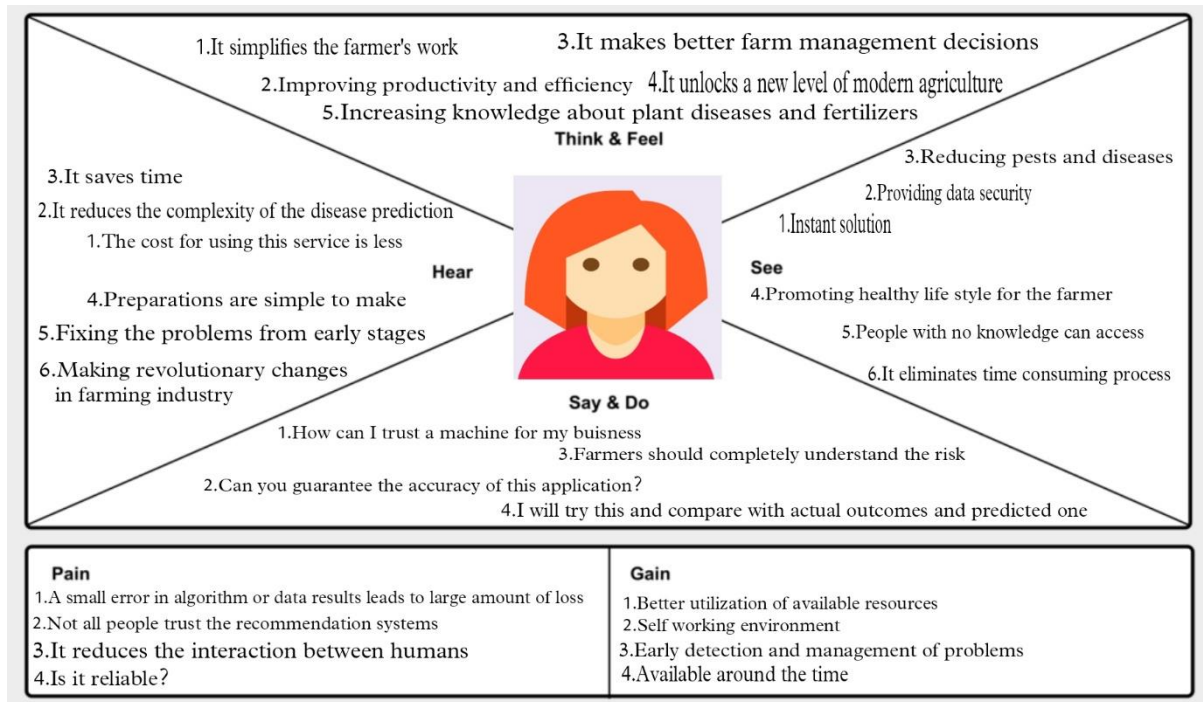 1.It simplifies the farmer's work
3.It makes better farm management decisions
2.Improving productivity and efficiency
4.It unlocks a new level of modern agriculture
5.Increasing knowledge about plant diseases and fertilizers
Think & Feel
3.It saves time
2.It reduces the complexity of the disease prediction
1.The cost for using this service is less
Hear
4.Preparations are simple to make
5.Fixing the problems from early stages
6.Making revolutionary changes
in farming industry
3.Reducing pests and diseases
2.Providing data security
1.Instant solution
See
4.Promoting healthy life style for the farmer
5.People with no knowledge can access
6.It eliminates time consuming process
Say & Do
1.How can I trust a machine for my buisness
3.Farmers should completely understand the risk
2.Can you guarantee the accuracy of this application?
4.I will try this and compare with actual outcomes and predicted one
Pain
1.A small error in algorithm or data results leads to large amount of loss
2.Not all people trust the recommendation systems
3.It reduces the interaction between humans
4.Is it reliable?
Gain
1.Better utilization of available resources
2.Self working environment
3.Early detection and management of problems
4.Available around the time